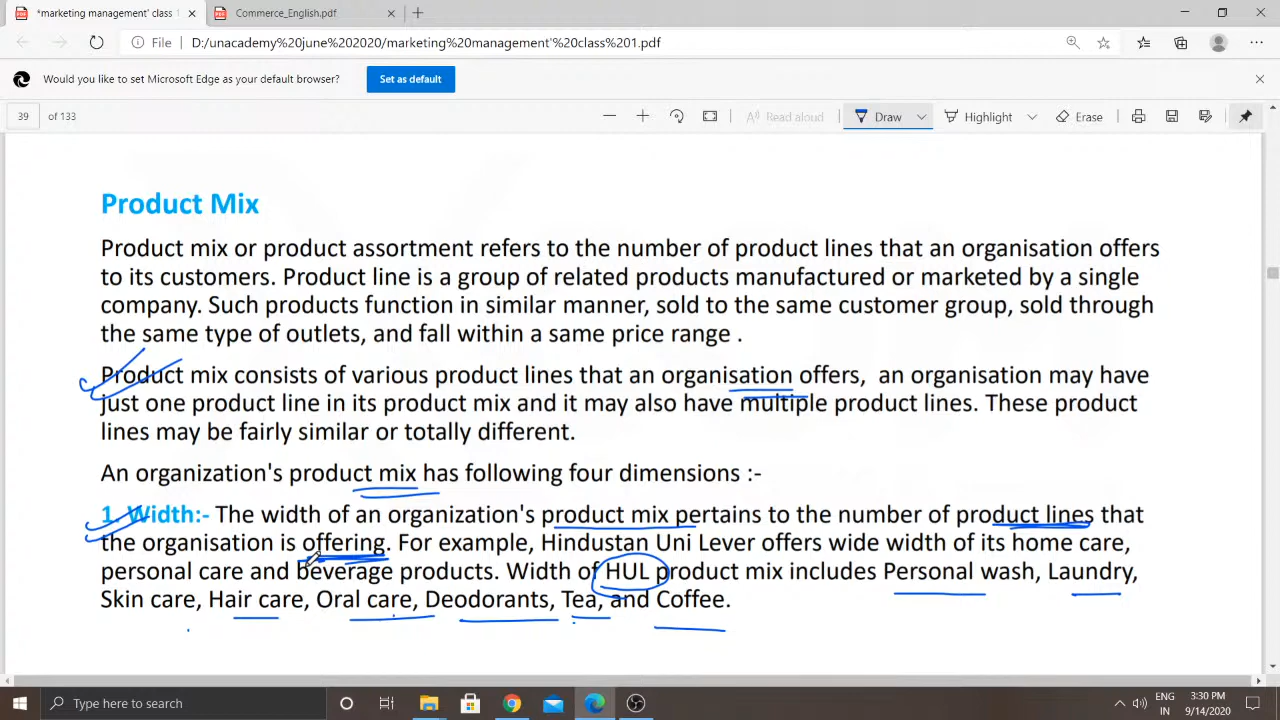 *marketing management' class 1
Commerce_English.pdf
File
D:/unacademy%20june%202020/marketing%20management'%20class%201.pdf
Would you like to set Microsoft Edge as your default browser?
Set as default
39
of 133
Read aloud
Draw
Highlight
Erase
Product Mix
Product mix or product assortment refers to the number of product lines that an organisation offers
to its customers. Product line is a group of related products manufactured or marketed by a single
company. Such products function in similar manner, sold to the same customer group, sold through
the same type of outlets, and fall within a same price range .
Product mix consists of various product lines that an organisation offers, an organisation may have
just one product line in its product mix and it may also have multiple product lines. These product
lines may be fairly similar or totally different.
An organization's product mix has following four dimensions :-
1. Width:- The width of an organization's product mix pertains to the number of product lines that
the organisation is offering. For example, Hindustan Uni Lever offers wide width of its home care,
personal care and beverage products. Width of HUL product mix includes Personal wash, Laundry,
Skin care, Hair care, Oral care, Deodorants, Tea, and Coffee.
Type here to search
ENG
IN
3:30 PM
9/14/2020